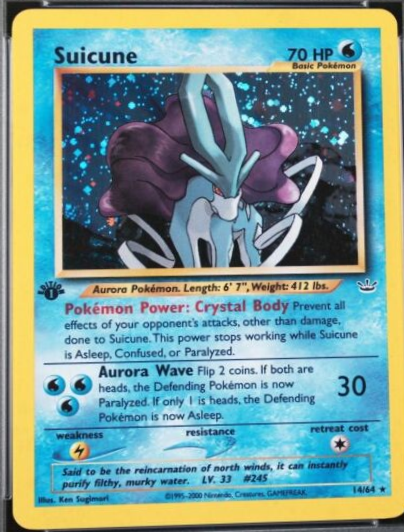 Suicune
70 HP
Basic Pokémon
Aurora Pokémon. Length: 6' 7", Weight: 412 lbs.
1
Pokémon Power: Crystal Body Prevent all
effects of your opponent's attacks, other than damage,
done to Suicune. This power stops working while Suicune
is Asleep, Confused, or Paralyzed.
Aurora Wave Flip 2 coins. If both are
heads, the Defending Pokémon is now
Paralyzed. If only 1 is heads, the Defending
Pokémon is now Asleep.
30
weakness
resistance
retreat cost
Said to be the reincarnation of north winds, it can instantly
purify filthy, murky water. LV. 33 #245
Illus. Ken Sugimori
©1995-2000 Nintendo, Creatures, GAMEFREAK.
14/64 ★